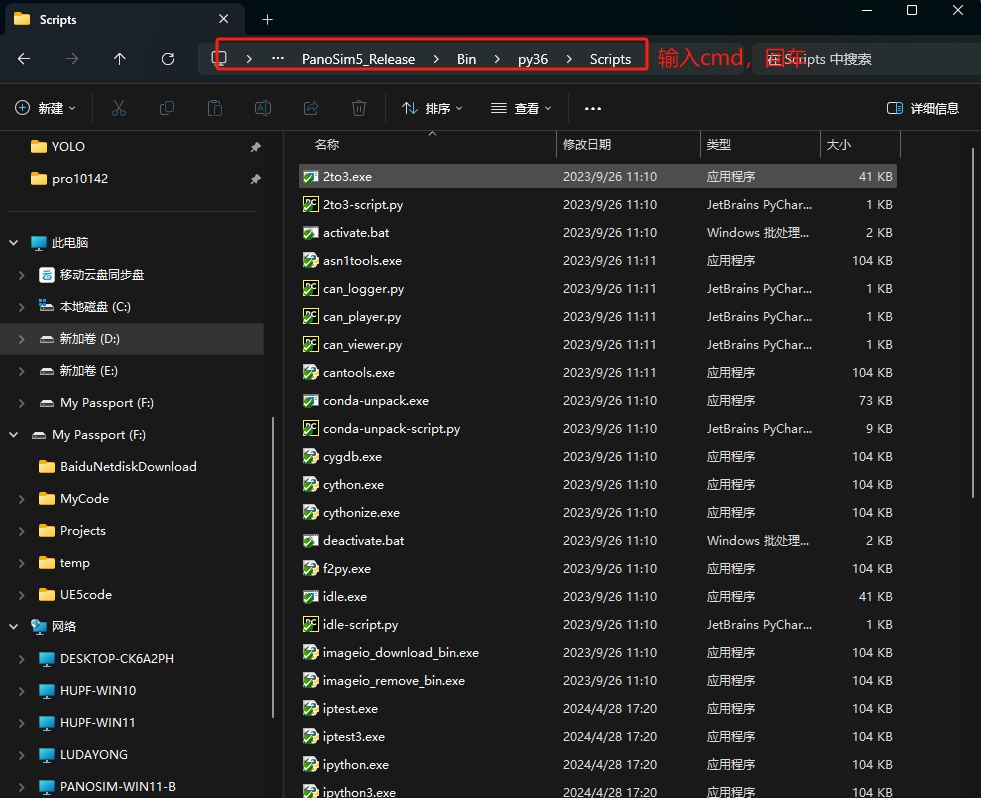 Scripts
PanoSim5_Release Bin py36 Scripts
输入cmd，回车
在 Scripts 中搜索
新建 排序 查看 详细信息
YOLO
pro10142
此电脑
移动云盘同步盘
本地磁盘 (C:)
新加卷 (D:)
新加卷 (E:)
My Passport (F:)
My Passport (F:)
BaiduNetdiskDownload
MyCode
Projects
temp
UE5code
网络
DESKTOP-CK6A2PH
HUPF-WIN10
HUPF-WIN11
LUDAYONG
PANOSIM-WIN11-B
名称 修改日期 类型 大小
2to3.exe 2023/9/26 11:10 应用程序 41 KB
2to3-script.py 2023/9/26 11:10 JetBrains PyChar... 1 KB
activate.bat 2023/9/26 11:10 Windows 批处理... 2 KB
asn1tools.exe 2023/9/26 11:11 应用程序 104 KB
can_logger.py 2023/9/26 11:11 JetBrains PyChar... 1 KB
can_player.py 2023/9/26 11:11 JetBrains PyChar... 1 KB
can_viewer.py 2023/9/26 11:11 JetBrains PyChar... 1 KB
cantools.exe 2023/9/26 11:11 应用程序 104 KB
conda-unpack.exe 2023/9/26 11:10 应用程序 73 KB
conda-unpack-script.py 2023/9/26 11:10 JetBrains PyChar... 9 KB
cygdb.exe 2023/9/26 11:10 应用程序 104 KB
cython.exe 2023/9/26 11:10 应用程序 104 KB
cythonize.exe 2023/9/26 11:10 应用程序 104 KB
deactivate.bat 2023/9/26 11:10 Windows 批处理... 2 KB
f2py.exe 2023/9/26 11:10 应用程序 104 KB
idle.exe 2023/9/26 11:10 应用程序 41 KB
idle-script.py 2023/9/26 11:10 JetBrains PyChar... 1 KB
imageio_download_bin.exe 2023/9/26 11:10 应用程序 104 KB
imageio_remove_bin.exe 2023/9/26 11:10 应用程序 104 KB
iptest.exe 2024/4/28 17:20 应用程序 104 KB
iptest3.exe 2024/4/28 17:20 应用程序 104 KB
ipython.exe 2024/4/28 17:20 应用程序 104 KB
ipython3.exe 2024/4/28 17:20 应用程序 104 KB